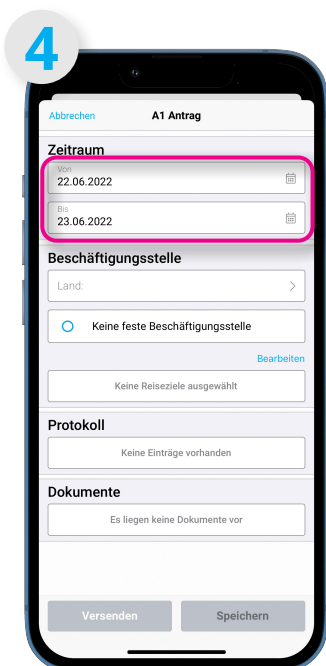 4
Abbrechen A1 Antrag
Zeitraum
Von
22.06.2022
Bis
23.06.2022
Beschäftigungsstelle
Land:
Keine feste Beschäftigungsstelle
Bearbeiten
Keine Reiseziele ausgewählt
Protokoll
Keine Einträge vorhanden
Dokumente
Es liegen keine Dokumente vor
Versenden Speichern